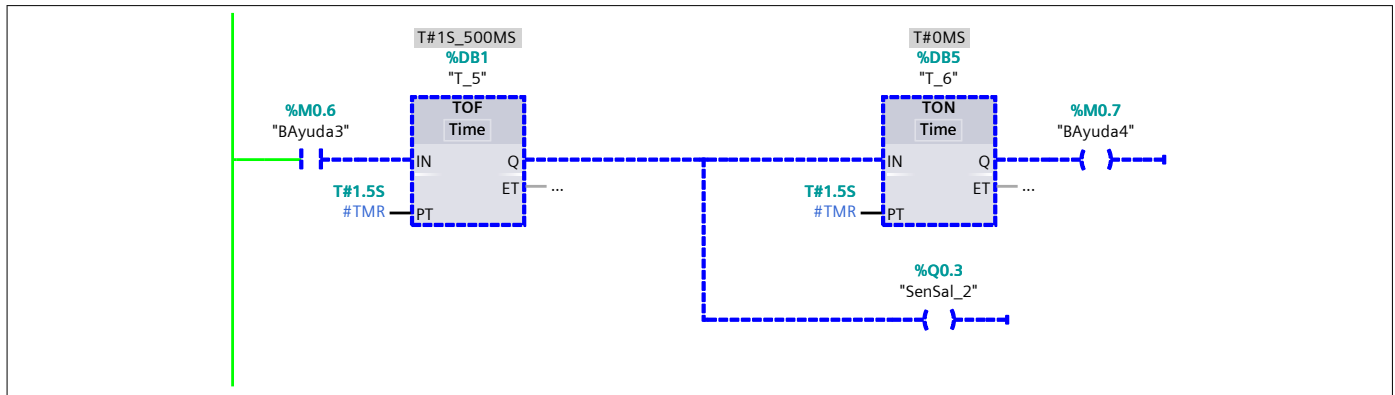 T#1S_500MS
%DB1
"T_5"
T#0MS
%DB5
"T_6"
%M0.6
"BAyuda3"
TOF
Time
TON
Time
%M0.7
"BAyuda4"
IN
Q
IN
Q
ET
...
ET
...
T#1.5S
#TMR
PT
T#1.5S
#TMR
PT
%Q0.3
"SenSal_2"